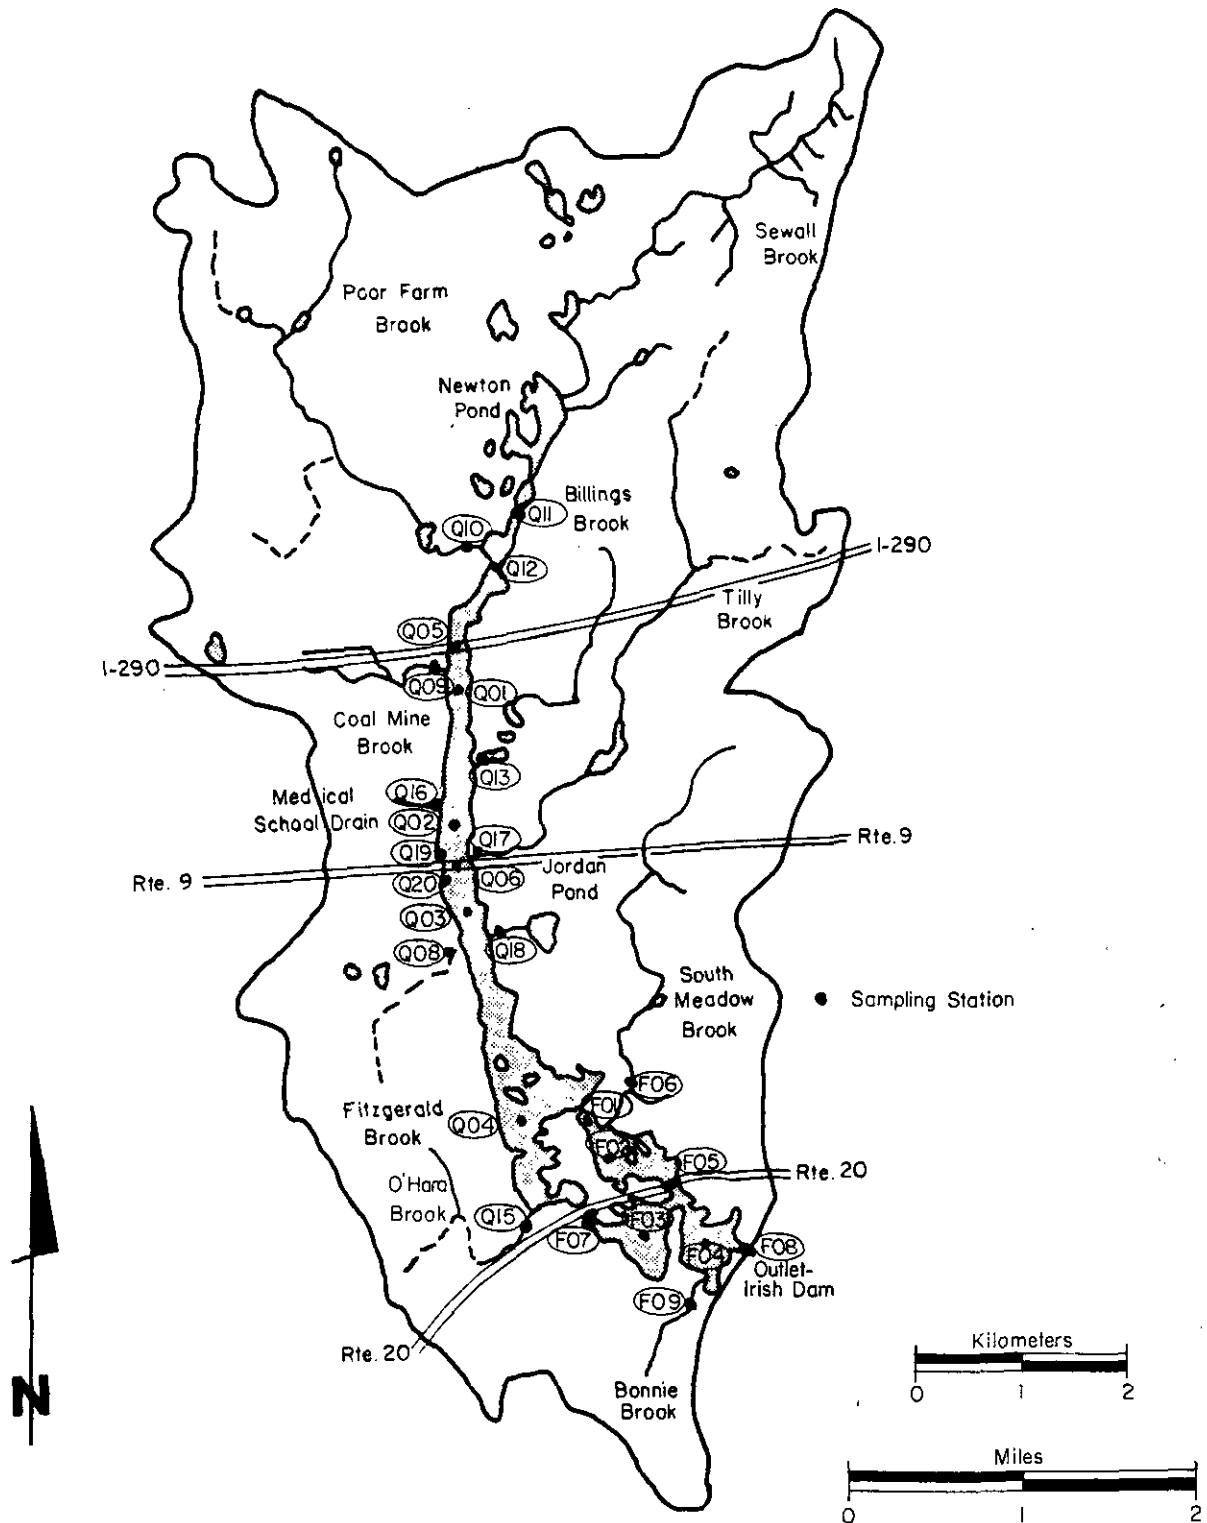 Sewall
Brook
Poor Farm
Brook
Newton
Pond
Billings
Brook
Q11
Q10
Q12
I-290
Tilly
Brook
Q05
I-290
Q09
Q01
Coal Mine
Brook
Q13
Q16
Medical
School Drain
Q02
Q17
Rte. 9
Q19
Jordan
Pond
Rte. 9
Q20
Q06
Q03
Q18
Q08
South
Meadow
Brook
Sampling Station
F06
Fitzgerald
Brook
Q04
F01
F02
F05
Rte. 20
O'Hara
Brook
Q15
F07
F03
F04
F08
Outlet-
Irish Dam
F09
Rte. 20
Bonnie
Brook
N
Kilometers
0 1 2
Miles
0 1 2